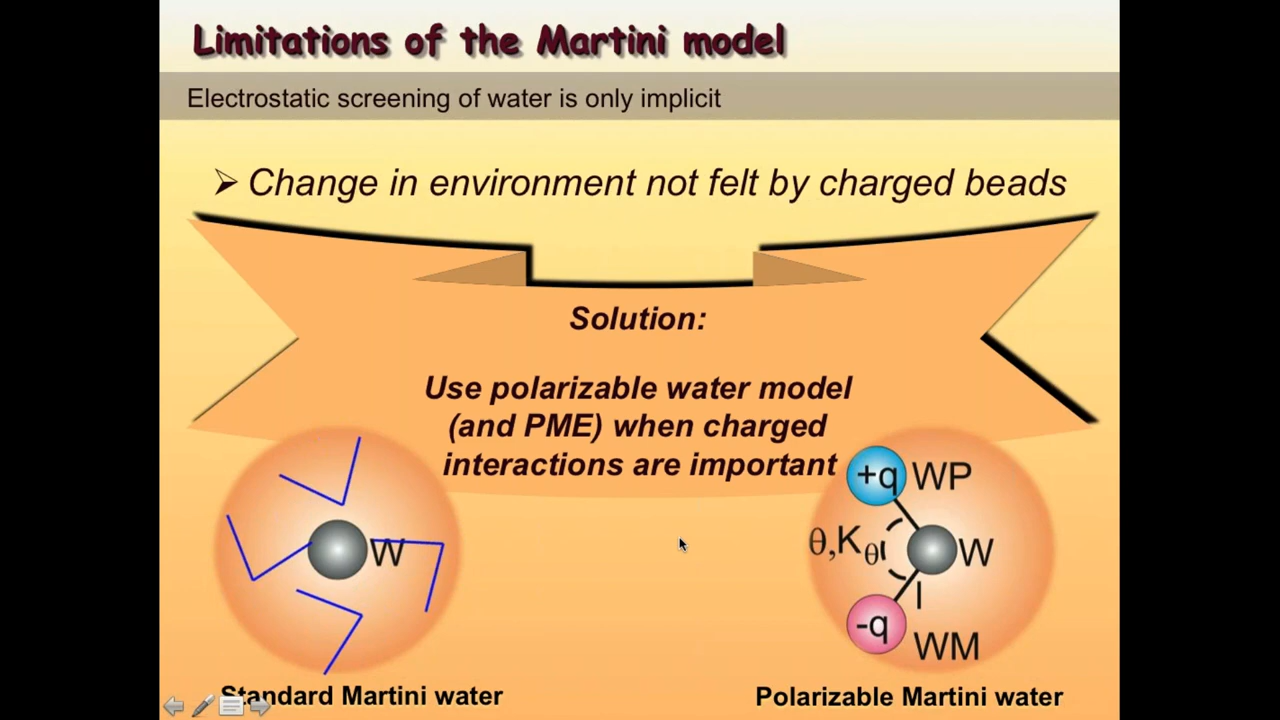 Limitations of the Martini model
Electrostatic screening of water is only implicit
➢ Change in environment not felt by charged beads
Solution:
Use polarizable water model
(and PME) when charged
interactions are important
W
+q WP
θ,Kθ
W
l
-q
WM
Standard Martini water
Polarizable Martini water